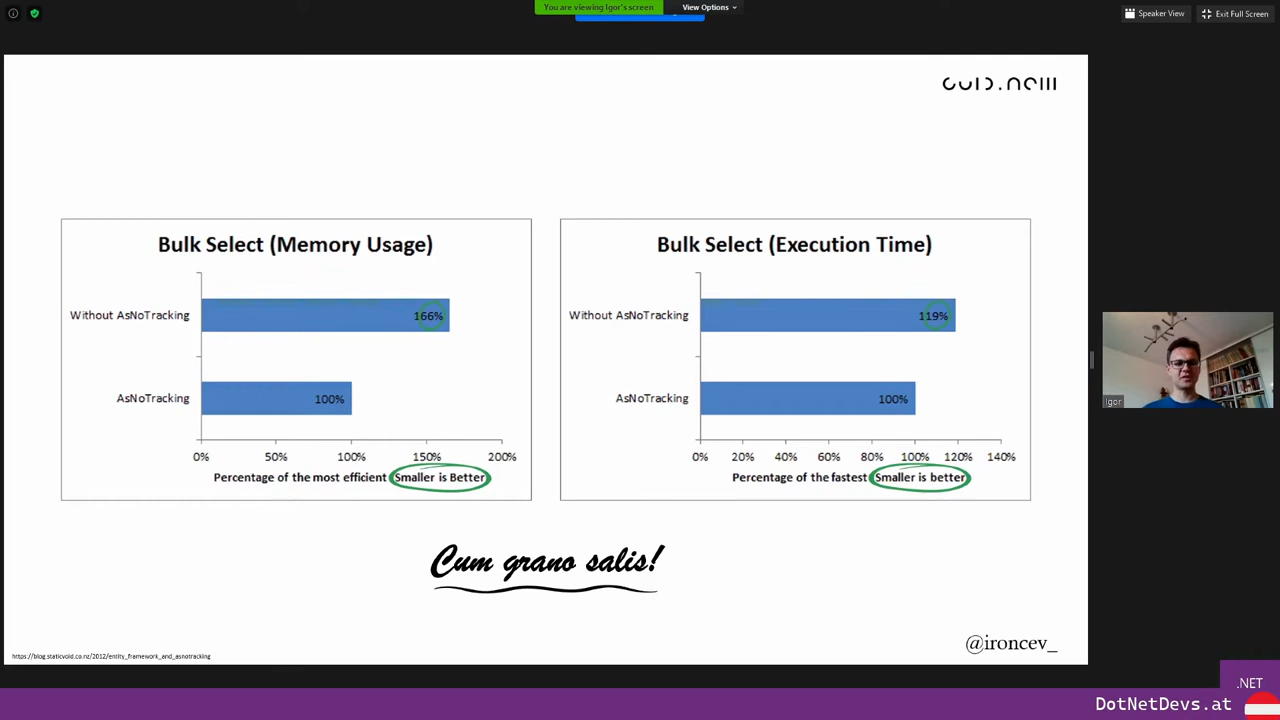 You are viewing Igor's screen
View Options
Speaker View
Exit Full Screen
Bulk Select (Memory Usage)
Without AsNoTracking
166%
AsNoTracking
100%
0% 50% 100% 150% 200%
Percentage of the most efficient Smaller is Better
Bulk Select (Execution Time)
Without AsNoTracking
119%
AsNoTracking
100%
0% 20% 40% 60% 80% 100% 120% 140%
Percentage of the fastest Smaller is better
Cum grano salis!
@ironcev_
https://blog.staticvoid.co.nz/2012/entity_framework_and_asnotracking
Igor
.NET
DotNetDevs.at